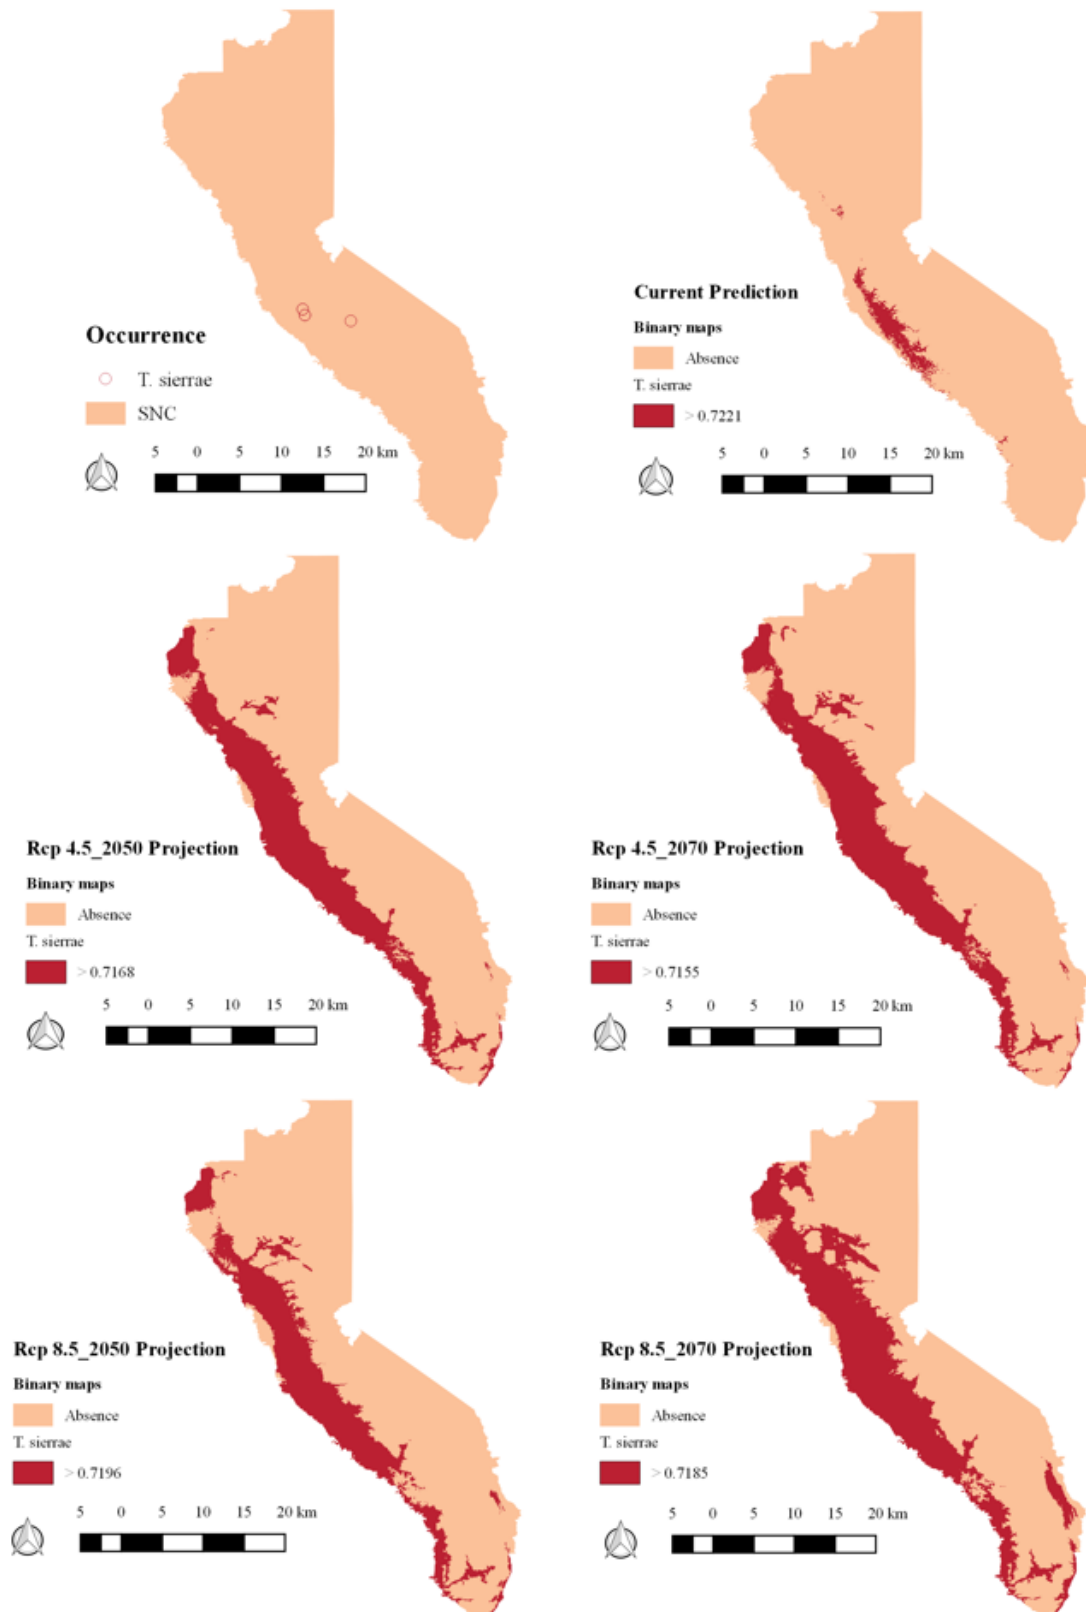 Occurrence
T. sierrae
SNC
5 0 5 10 15 20 km
Current Prediction
Binary maps
Absence
T. sierrae
> 0.7221
5 0 5 10 15 20 km
Rcp 4.5_2050 Projection
Binary maps
Absence
T. sierrae
> 0.7168
5 0 5 10 15 20 km
Rcp 4.5_2070 Projection
Binary maps
Absence
T. sierrae
> 0.7155
5 0 5 10 15 20 km
Rcp 8.5_2050 Projection
Binary maps
Absence
T. sierrae
> 0.7196
5 0 5 10 15 20 km
Rcp 8.5_2070 Projection
Binary maps
Absence
T. sierrae
> 0.7185
5 0 5 10 15 20 km